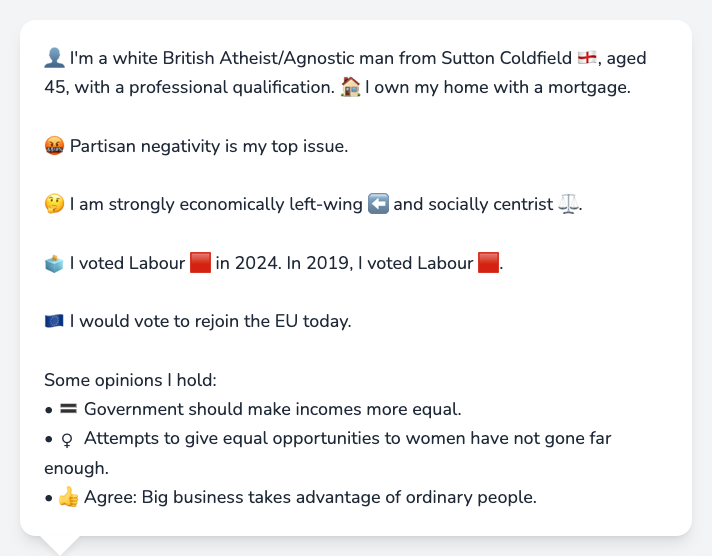 👤 I'm a white British Atheist/Agnostic man from Sutton Coldfield 🏴󠁧󠁢󠁥󠁮󠁧󠁿, aged
45, with a professional qualification. 🏠 I own my home with a mortgage.
🤬 Partisan negativity is my top issue.
🤔 I am strongly economically left-wing ⬅️ and socially centrist ⚖️.
🗳️ I voted Labour 🟥 in 2024. In 2019, I voted Labour 🟥.
🇪🇺 I would vote to rejoin the EU today.
Some opinions I hold:
• 🟰 Government should make incomes more equal.
• ♀ Attempts to give equal opportunities to women have not gone far
enough.
• 👍 Agree: Big business takes advantage of ordinary people.